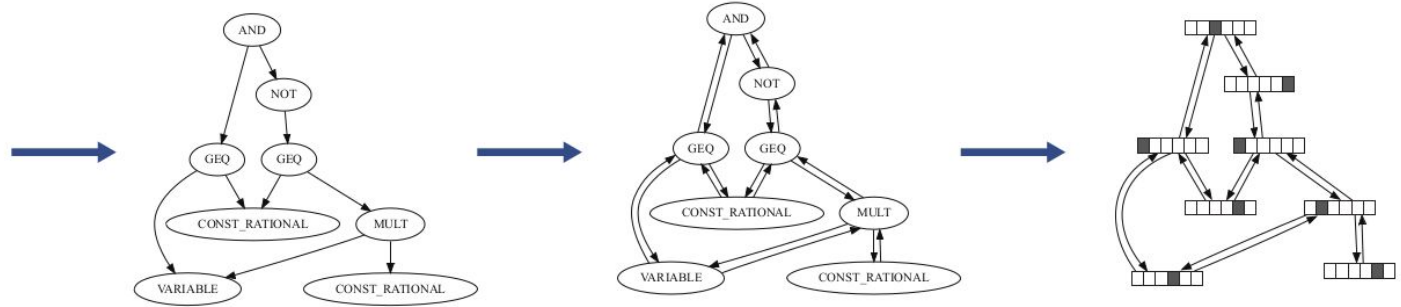 AND
NOT
GEQ
GEQ
CONST_RATIONAL
MULT
VARIABLE
CONST_RATIONAL
AND
NOT
GEQ
GEQ
CONST_RATIONAL
MULT
VARIABLE
CONST_RATIONAL